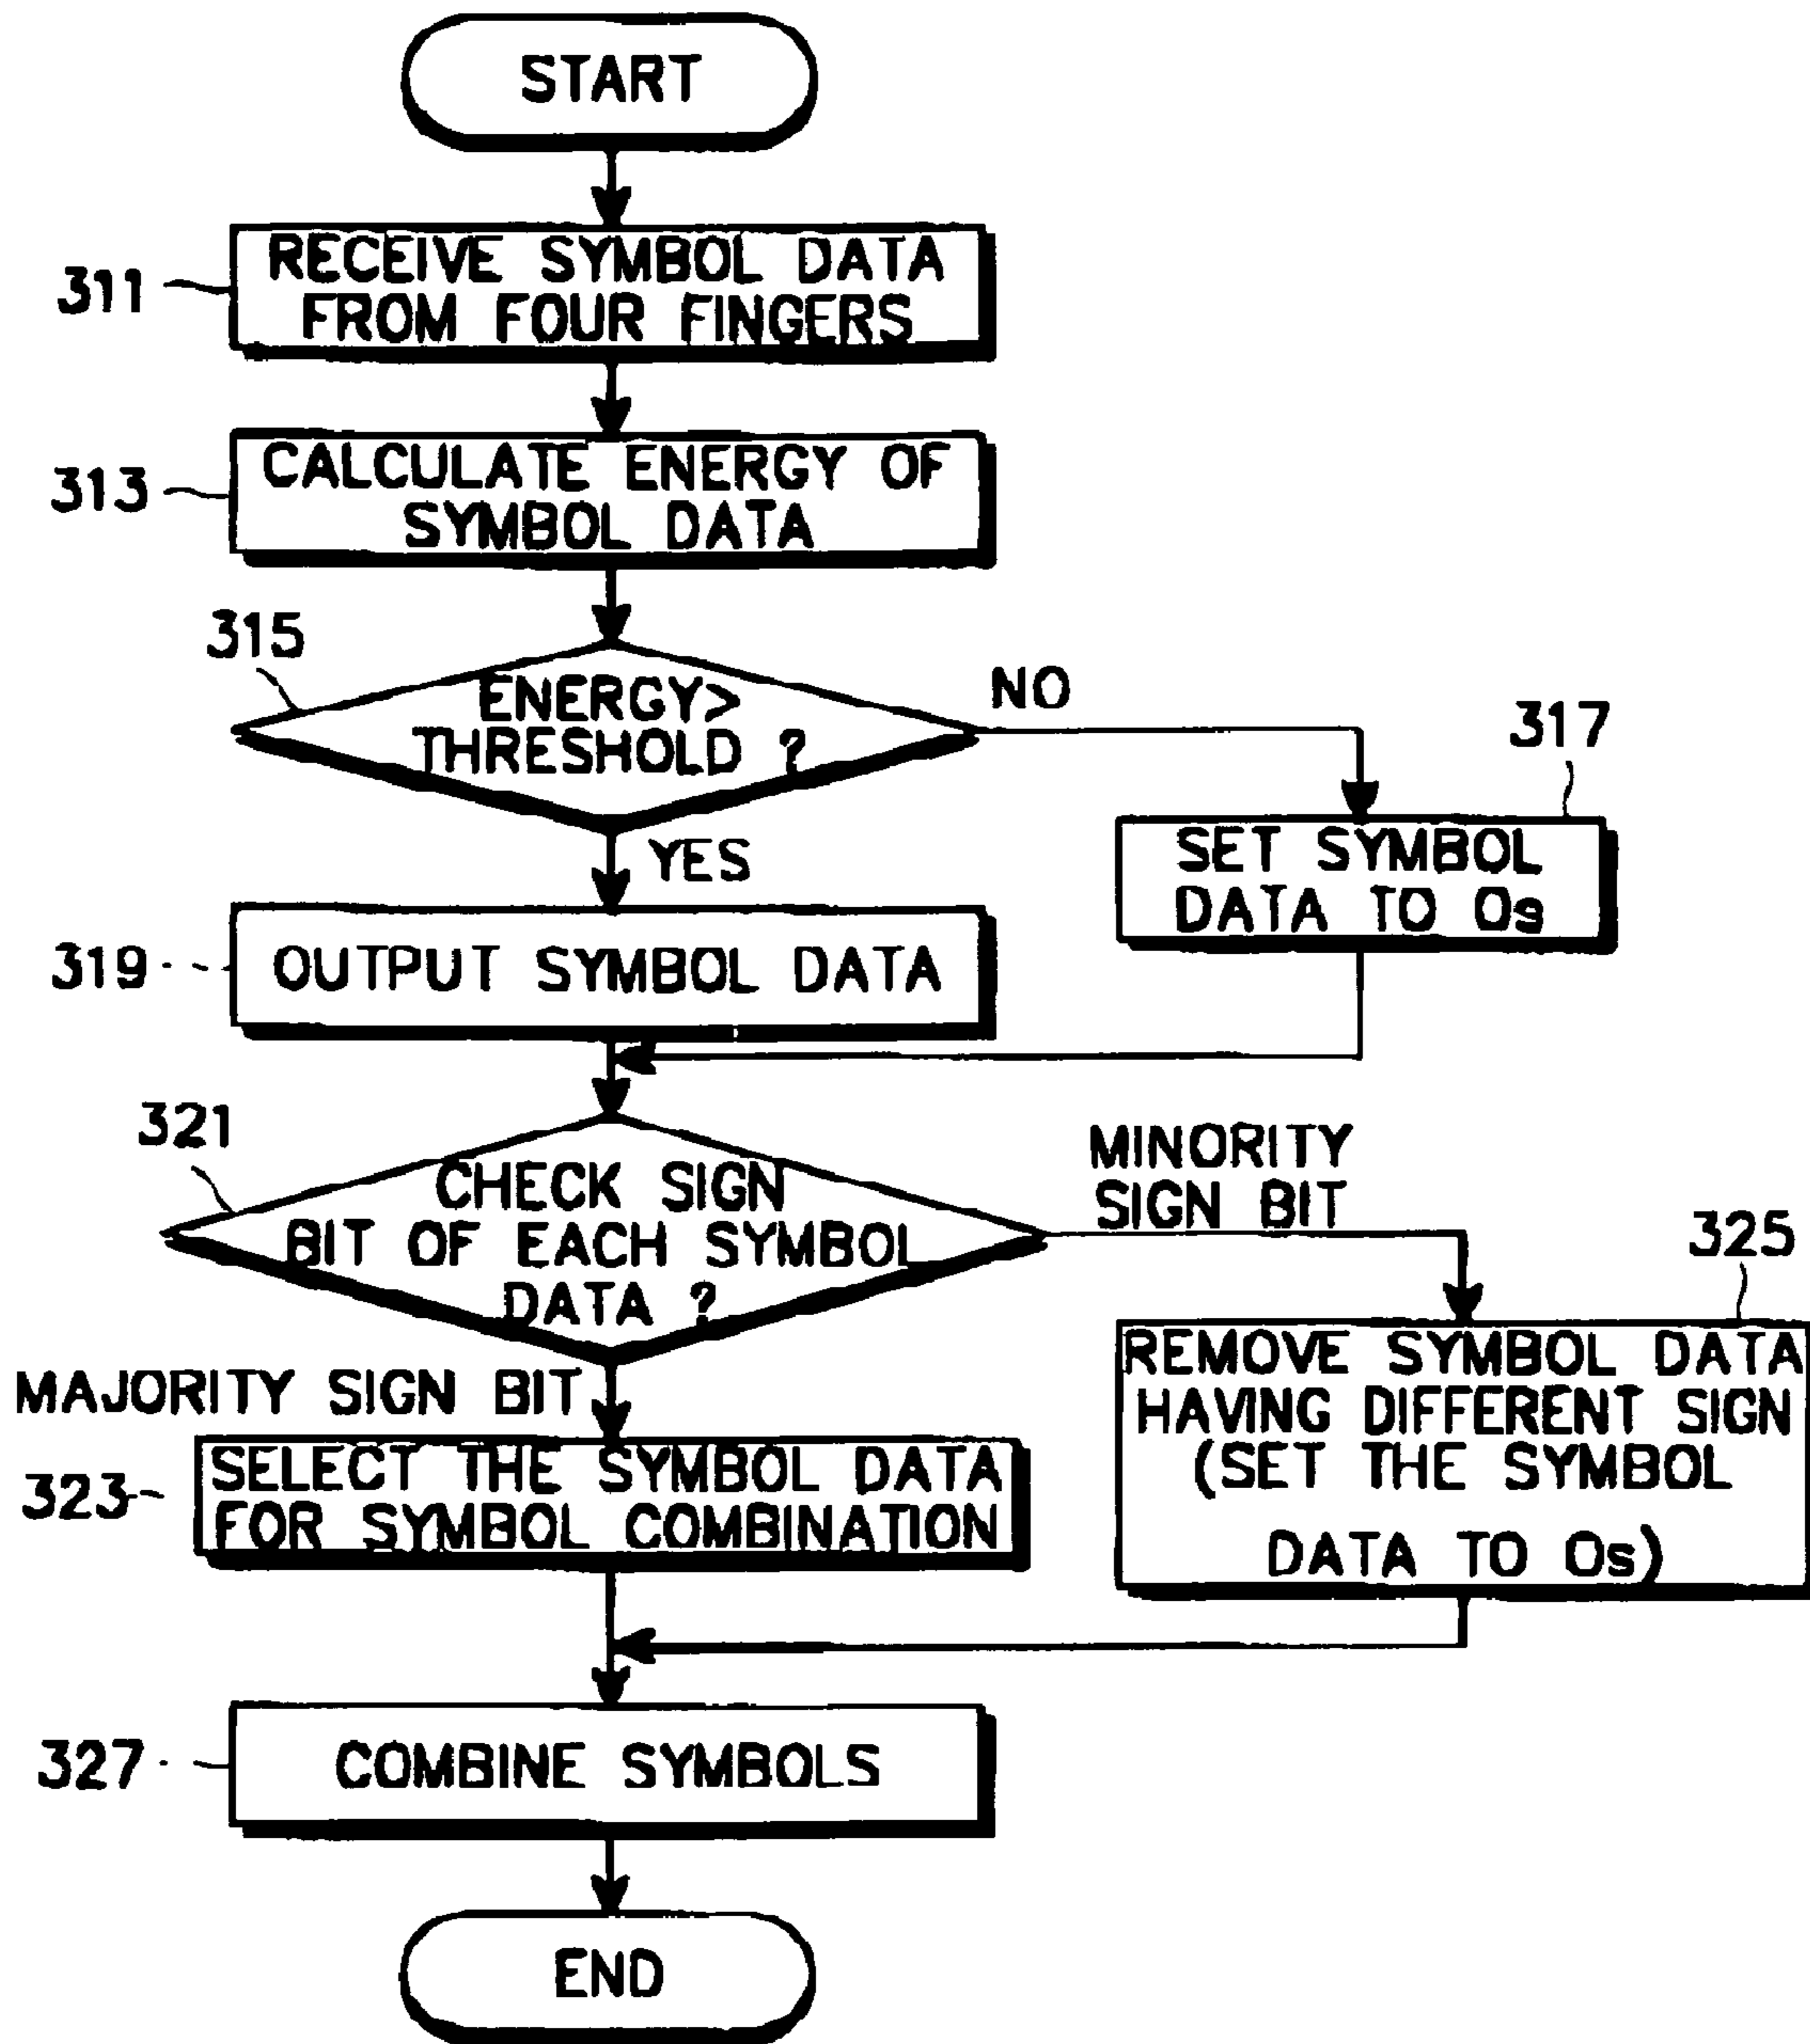 START
311
RECEIVE SYMBOL DATA
FROM FOUR FINGERS
313
CALCULATE ENERGY OF
SYMBOL DATA
315
ENERGY>
THRESHOLD ?
NO
YES
317
SET SYMBOL
DATA TO 0s
319
OUTPUT SYMBOL DATA
321
CHECK SIGN
BIT OF EACH SYMBOL
DATA ?
MINORITY
SIGN BIT
325
REMOVE SYMBOL DATA
HAVING DIFFERENT SIGN
(SET THE SYMBOL
DATA TO 0s)
MAJORITY SIGN BIT
323
SELECT THE SYMBOL DATA
FOR SYMBOL COMBINATION
327
COMBINE SYMBOLS
END